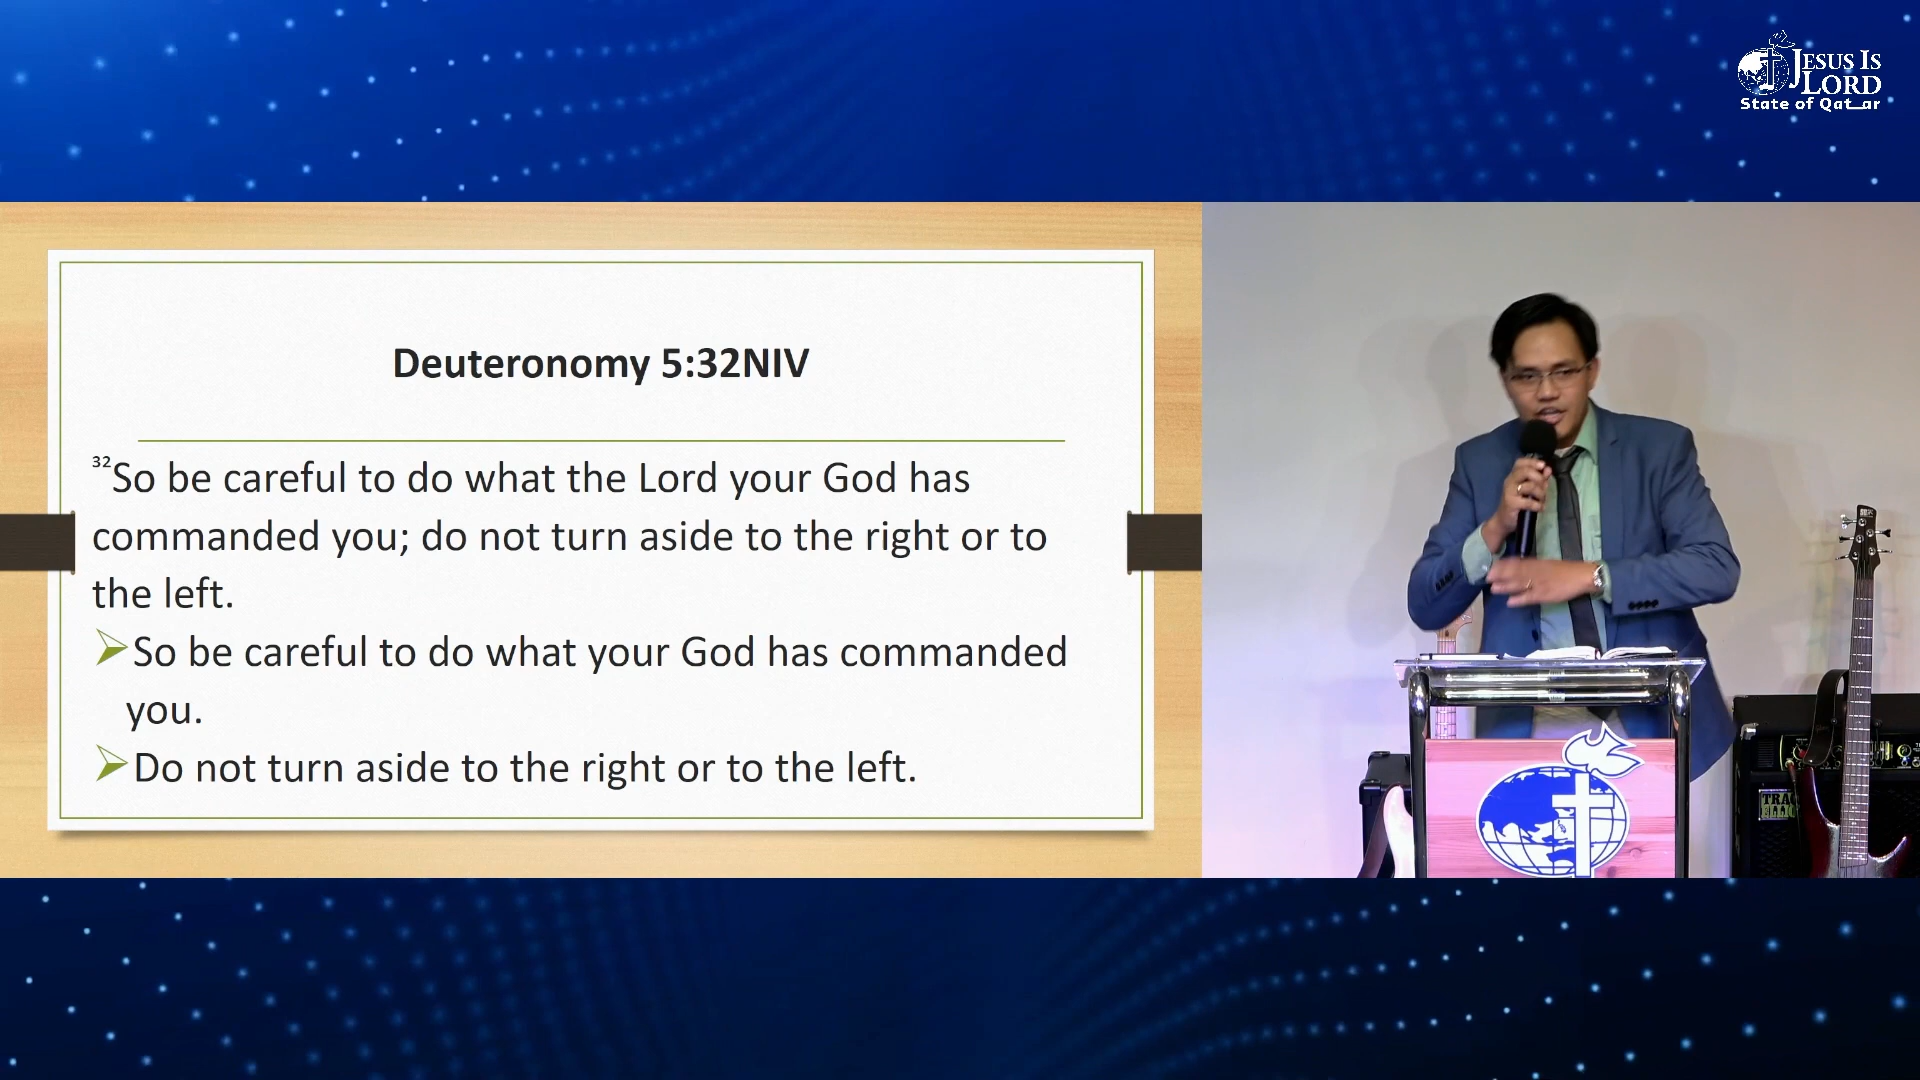 JESUS IS
LORD
State of Qatar
Deuteronomy 5:32NIV
32So be careful to do what the Lord your God has
commanded you; do not turn aside to the right or to
the left.
So be careful to do what your God has commanded
you.
Do not turn aside to the right or to the left.